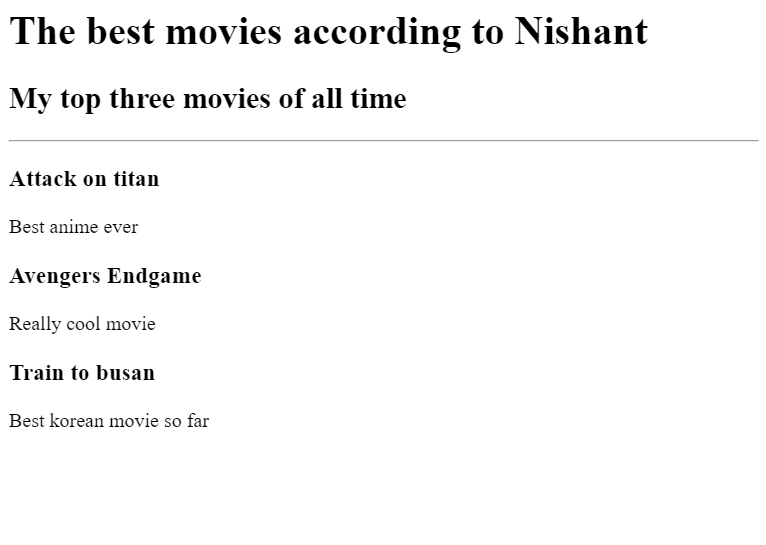 The best movies according to Nishant
My top three movies of all time
Attack on titan
Best anime ever
Avengers Endgame
Really cool movie
Train to busan
Best korean movie so far